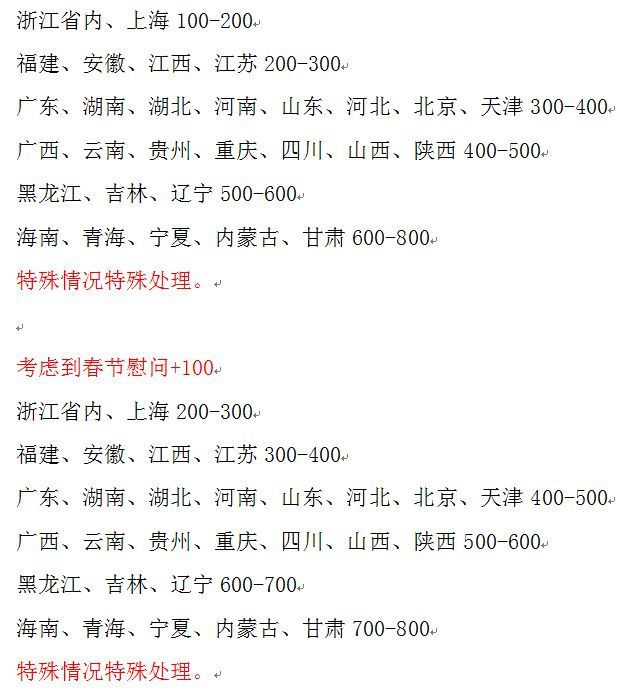 浙江省内、上海 100-200
福建、安徽、江西、江苏 200-300
广东、湖南、湖北、河南、山东、河北、北京、天津 300-400
广西、云南、贵州、重庆、四川、山西、陕西 400-500
黑龙江、吉林、辽宁 500-600
海南、青海、宁夏、内蒙古、甘肃 600-800
特殊情况特殊处理。
考虑到春节慰问+100
浙江省内、上海 200-300
福建、安徽、江西、江苏 300-400
广东、湖南、湖北、河南、山东、河北、北京、天津 400-500
广西、云南、贵州、重庆、四川、山西、陕西 500-600
黑龙江、吉林、辽宁 600-700
海南、青海、宁夏、内蒙古、甘肃 700-800
特殊情况特殊处理。